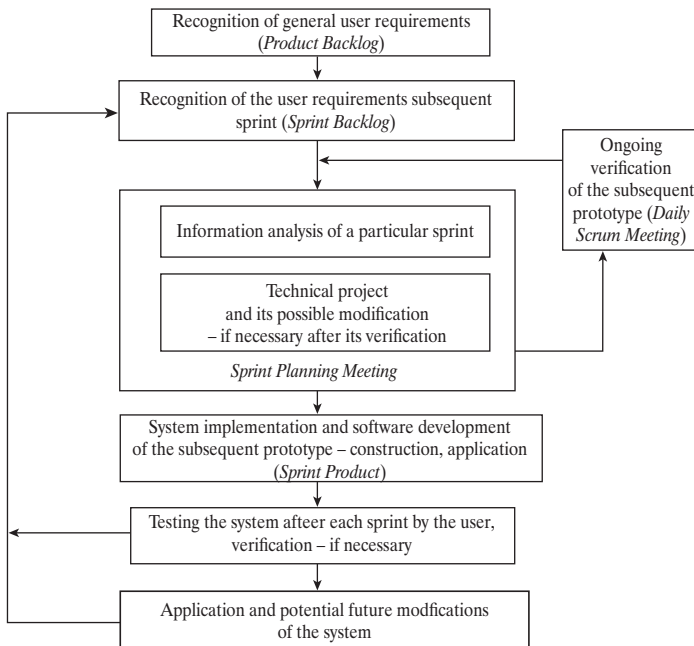 Recognition of general user requirements
(Product Backlog)
Recognition of the user requirements subsequent
sprint (Sprint Backlog)
Ongoing
verification
of the subsequent
prototype (Daily
Scrum Meeting)
Information analysis of a particular sprint
Technical project
and its possible modification
– if necessary after its verification
Sprint Planning Meeting
System implementation and software development
of the subsequent prototype – construction, application
(Sprint Product)
Testing the system afteer each sprint by the user,
verification – if necessary
Application and potential future modfications
of the system